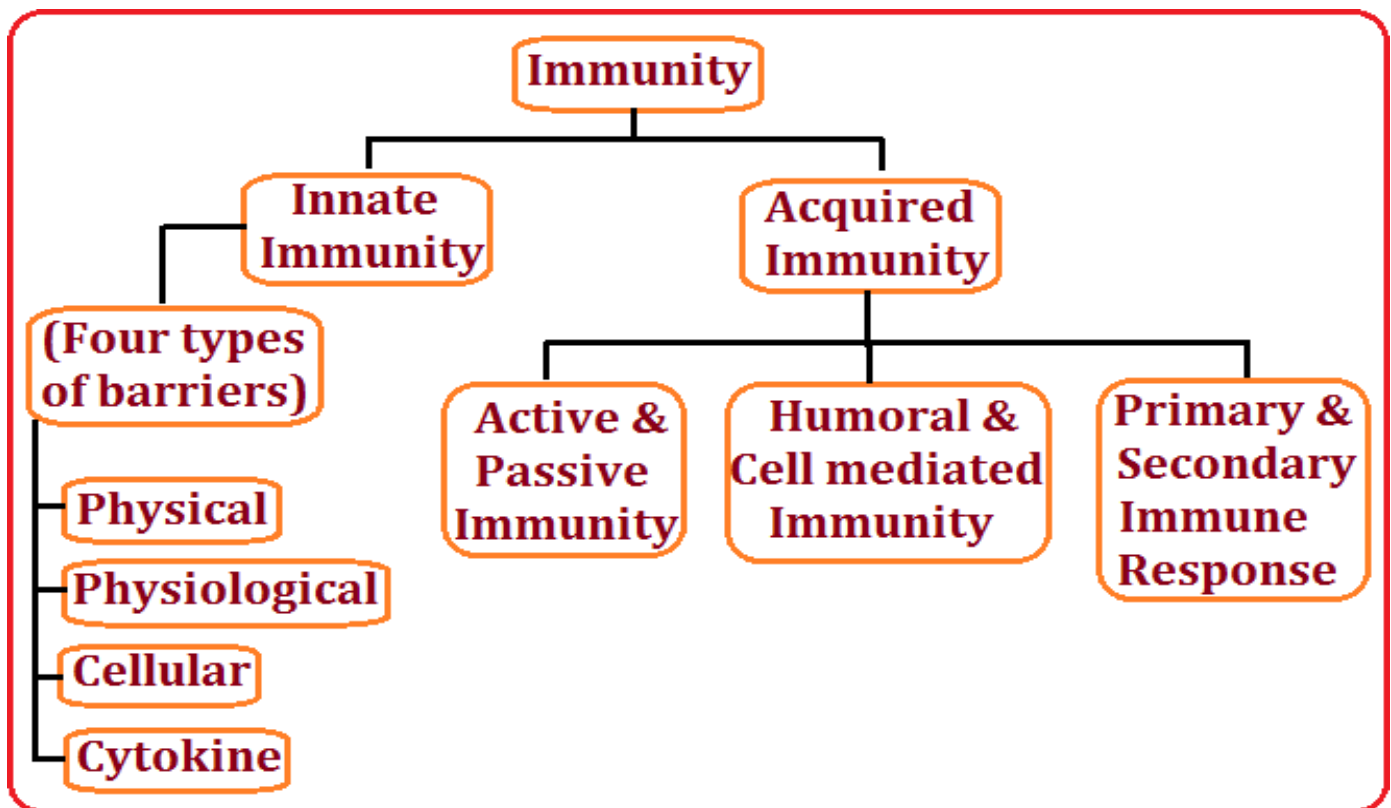 Immunity
Innate
Immunity
Acquired
Immunity
(Four types
of barriers)
Physical
Physiological
Cellular
Cytokine
Active &
Passive
Immunity
Humoral &
Cell mediated
Immunity
Primary &
Secondary
Immune
Response